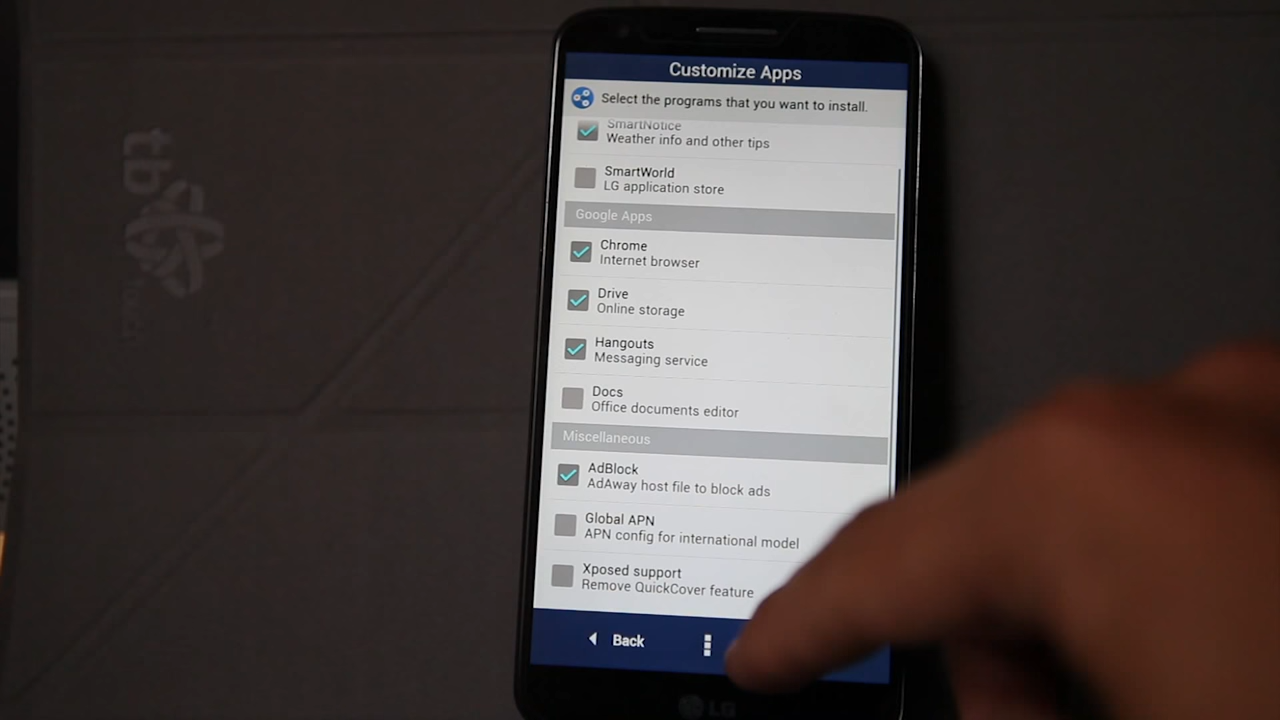 Customize Apps
Select the programs that you want to install.
SmartNotice
Weather info and other tips
SmartWorld
LG application store
Google Apps
Chrome
Internet browser
Drive
Online storage
Hangouts
Messaging service
Docs
Office documents editor
Miscellaneous
AdBlock
AdAway host file to block ads
Global APN
APN config for international model
Xposed support
Remove QuickCover feature
Back
LG
tb